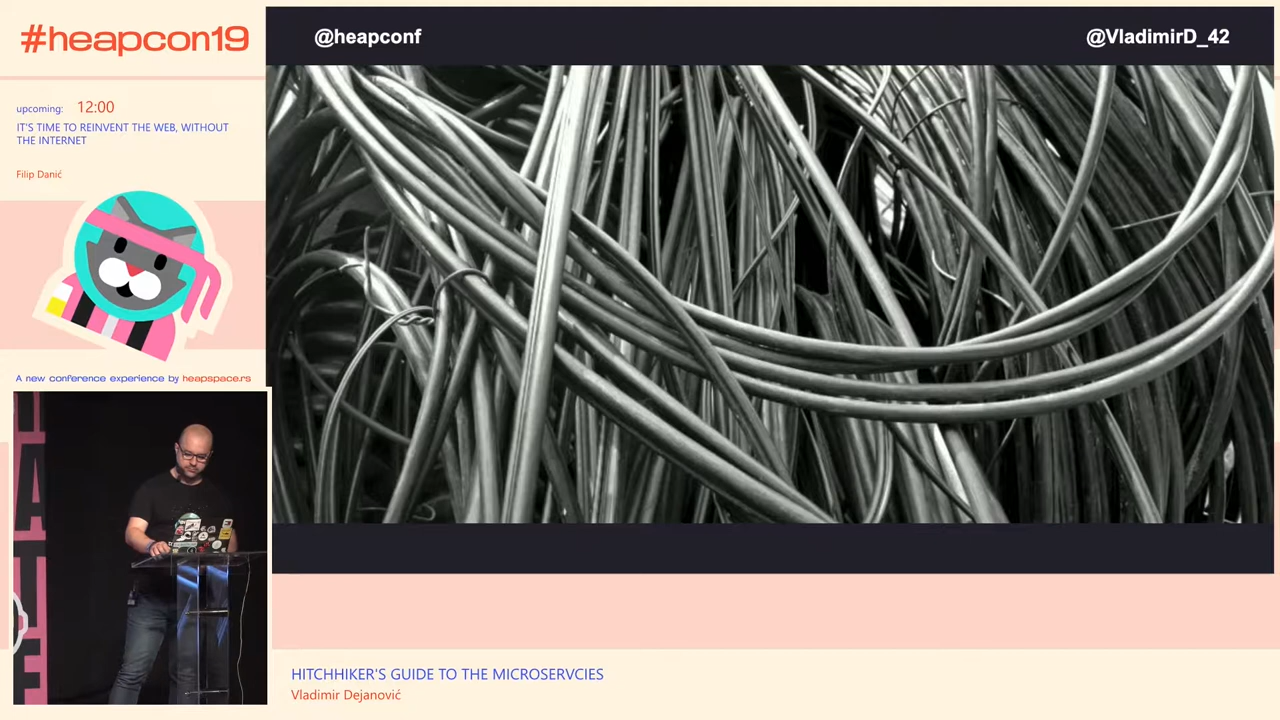 #heapcon19
upcoming: 12:00
IT'S TIME TO REINVENT THE WEB, WITHOUT
THE INTERNET
Filip Danić
A new conference experience by heapspace.rs
@heapconf
@VladimirD_42
HITCHHIKER'S GUIDE TO THE MICROSERVCIES
Vladimir Dejanović